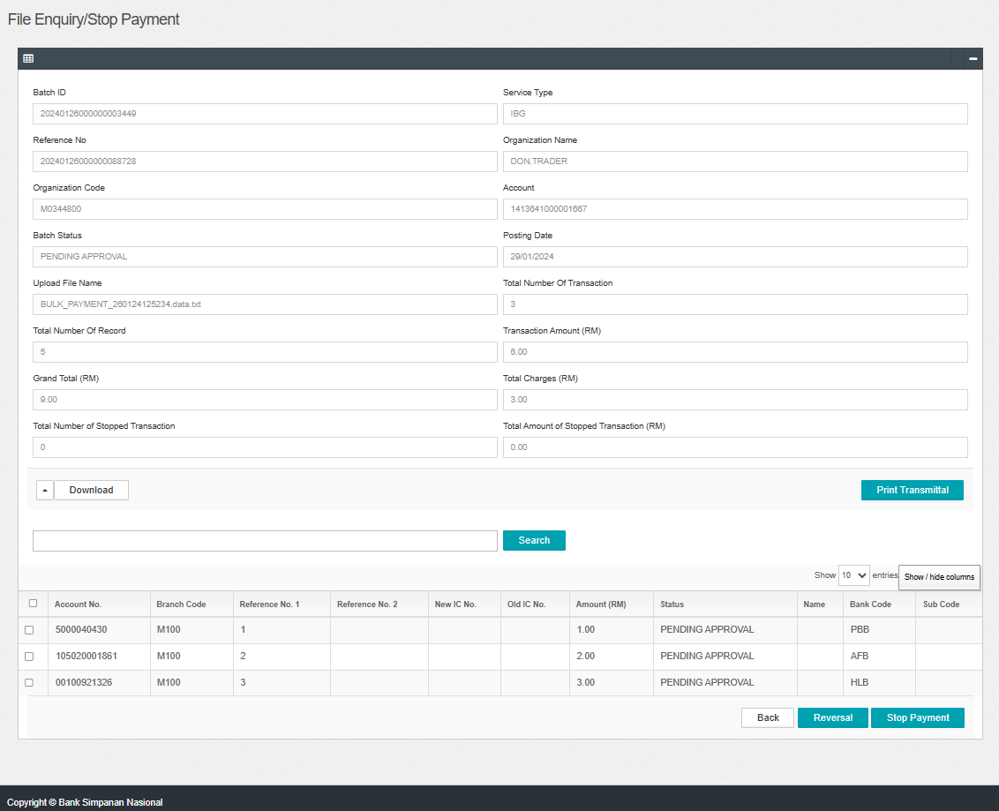 File Enquiry/Stop Payment
Batch ID Service Type
20240126000000003449 IBG
Reference No Organization Name
20240126000000088728 DON.TRADER
Organization Code Account
M0344800 1413641000001667
Batch Status Posting Date
PENDING APPROVAL 29/01/2024
Upload File Name Total Number Of Transaction
BULK_PAYMENT_260124125234.data.txt 3
Total Number Of Record Transaction Amount (RM)
5 6.00
Grand Total (RM) Total Charges (RM)
9.00 3.00
Total Number of Stopped Transaction Total Amount of Stopped Transaction (RM)
0 0.00
Download Print Transmittal
Search
Show 10 entries Show / hide columns
Account No. Branch Code Reference No. 1 Reference No. 2 New IC No. Old IC No. Amount (RM) Status Name Bank Code Sub Code
5000040430 M100 1 1.00 PENDING APPROVAL PBB
105020001861 M100 2 2.00 PENDING APPROVAL AFB
00100921326 M100 3 3.00 PENDING APPROVAL HLB
Back Reversal Stop Payment
Copyright © Bank Simpanan Nasional